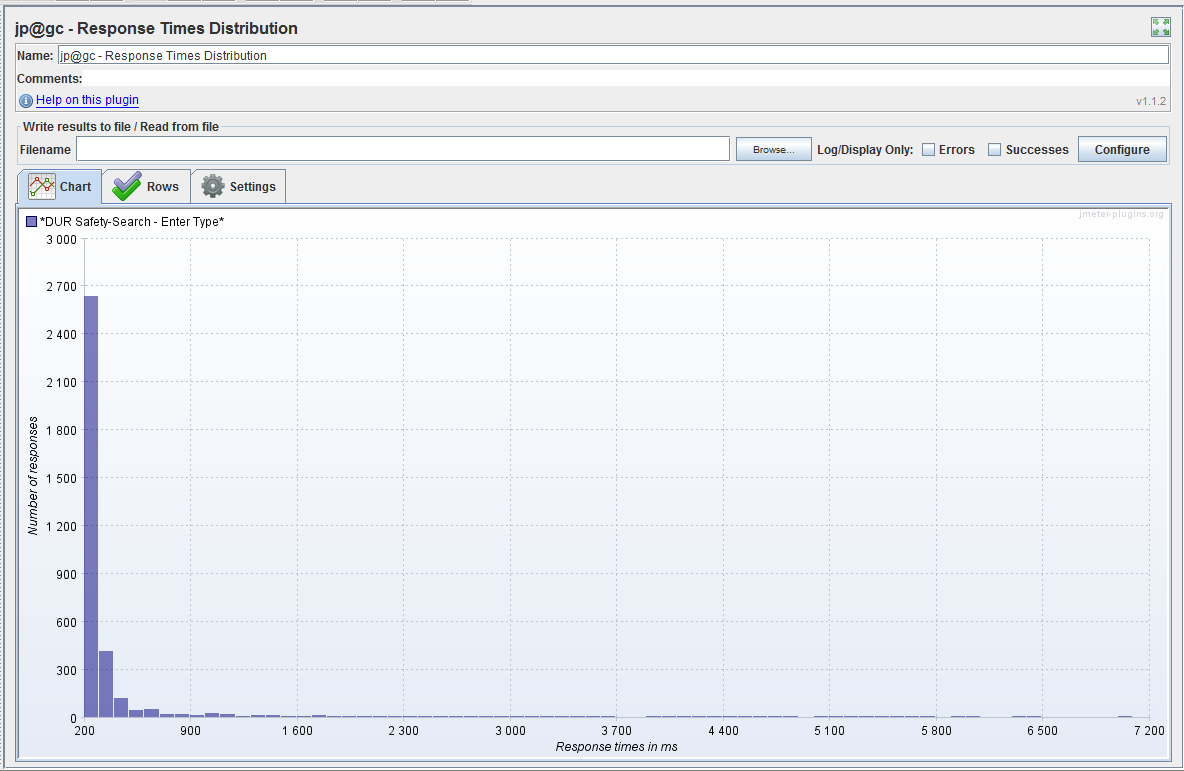 jp@gc - Response Times Distribution
Name: jp@gc - Response Times Distribution
Comments:
Help on this plugin
v1.1.2
Write results to file / Read from file
Filename Browse... Log/Display Only: Errors Successes Configure
Chart Rows Settings
*DUR Safety-Search - Enter Type*
jmeter-plugins.org
3 000
2 700
2 400
2 100
1 800
1 500
1 200
900
600
300
0
Number of responses
200 900 1 600 2 300 3 000 3 700 4 400 5 100 5 800 6 500 7 200
Response times in ms